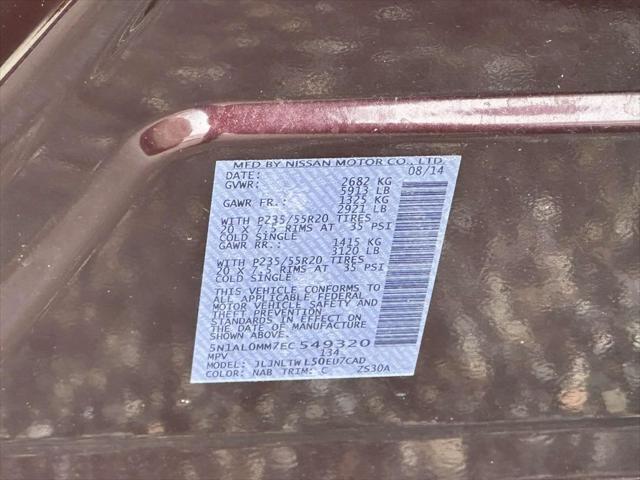 MFD BY NISSAN MOTOR CO., LTD.
DATE: 08/14
GVWR: 2682 KG
5913 LB
GAWR FR.: 1325 KG
2921 LB
WITH P235/55R20 TIRES
20 X 7.5 RIMS AT 35 PSI
COLD SINGLE
GAWR RR.: 1415 KG
3120 LB
WITH P235/55R20 TIRES
20 X 7.5 RIMS AT 35 PSI
COLD SINGLE
THIS VEHICLE CONFORMS TO
ALL APPLICABLE FEDERAL
MOTOR VEHICLE SAFETY AND
THEFT PREVENTION
STANDARDS IN EFFECT ON
THE DATE OF MANUFACTURE
SHOWN ABOVE.
5N1AL0MM7EC549320
MPV 134
MODEL: JLJNLTWL50EU7CAD
COLOR: NAB TRIM: C ZS30A